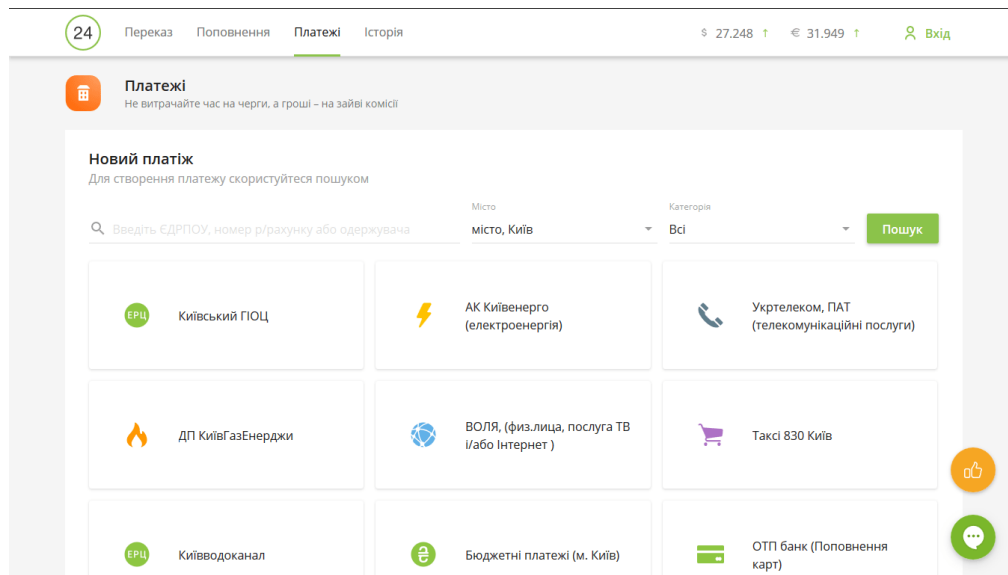 24 Переказ Поповнення Платежі Історія $ 27.248 ↑ € 31.949 ↑ Вхід
Платежі
Не витрачайте час на черги, а гроші – на зайві комісії
Новий платіж
Для створення платежу скористуйтеся пошуком
Місто
Категорія
Введіть ЄДРПОУ, номер р/рахунку або одержувача
місто, Київ
Всі
Пошук
ЕРЦ
Київський ГІОЦ
АК Київенерго
(електроенергія)
Укртелеком, ПАТ
(телекомунікаційні послуги)
ДП КиївГазЕнерджи
ВОЛЯ, (физ.лица, послуга ТВ
і/або Інтернет )
Таксі 830 Київ
ЕРЦ
Київводоканал
₴
Бюджетні платежі (м. Київ)
ОТП банк (Поповнення
карт)